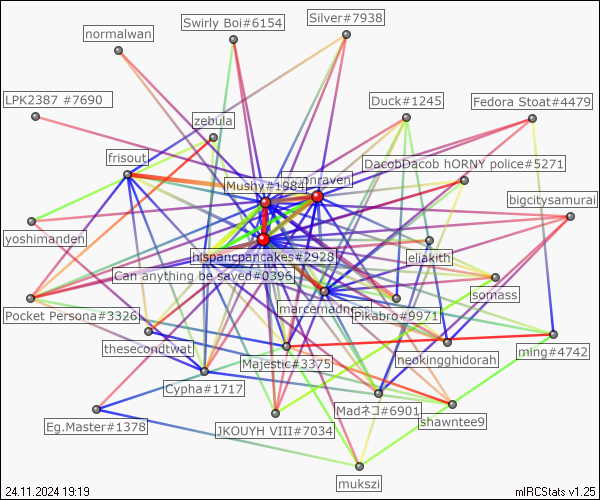 Swirly Boi#6154
Silver#7938
normalwan
LPK2387 #7690
zebula
Duck#1245
Fedora Stoat#4479
frisout
DacobDacob hORNY police#5271
Mushy#1984
bigcitysamurai
yoshimanden
hispancpancakes#2928
eliakith
Can anything be saved#0396
somass
Pocket Persona#3326
Pikabro#9971
thesecondtwat
Majestic#3375
neokingghidorah
ming#4742
Cypha#1717
Madネコ#6901
shawntee9
Eg.Master#1378
JKOUYH VIII#7034
mukszi
24.11.2024 19:19
mIRCStats v1.25